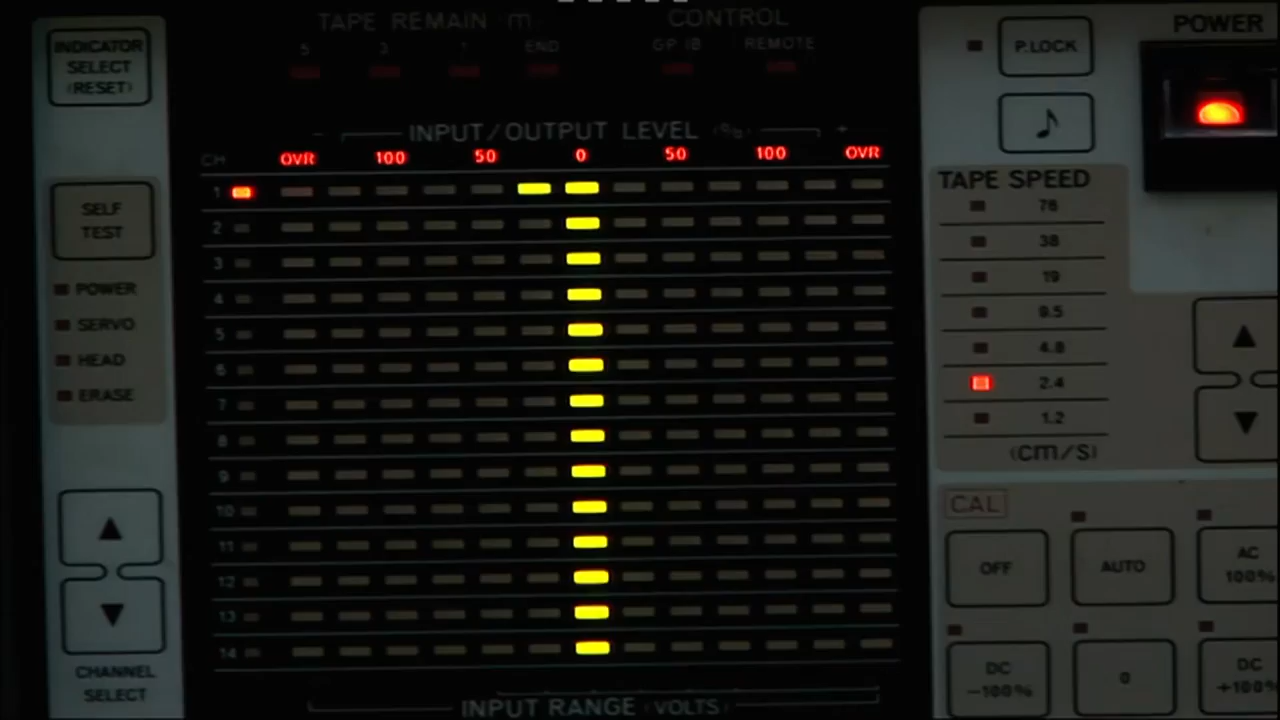 TAPE REMAIN m
CONTROL
5 3 1 END GP-IB REMOTE
INPUT/OUTPUT LEVEL (%)
- +
CH OVR 100 50 0 50 100 OVR
1
2
3
4
5
6
7
8
9
10
11
12
13
14
INPUT RANGE (VOLTS)
INDICATOR
SELECT
(RESET)
SELF
TEST
POWER
SERVO
HEAD
ERASE
CHANNEL
SELECT
P.LOCK
POWER
TAPE SPEED
76
38
19
9.5
4.8
2.4
1.2
(cm/s)
CAL
OFF
AUTO
AC
100%
DC
-100%
0
DC
+100%